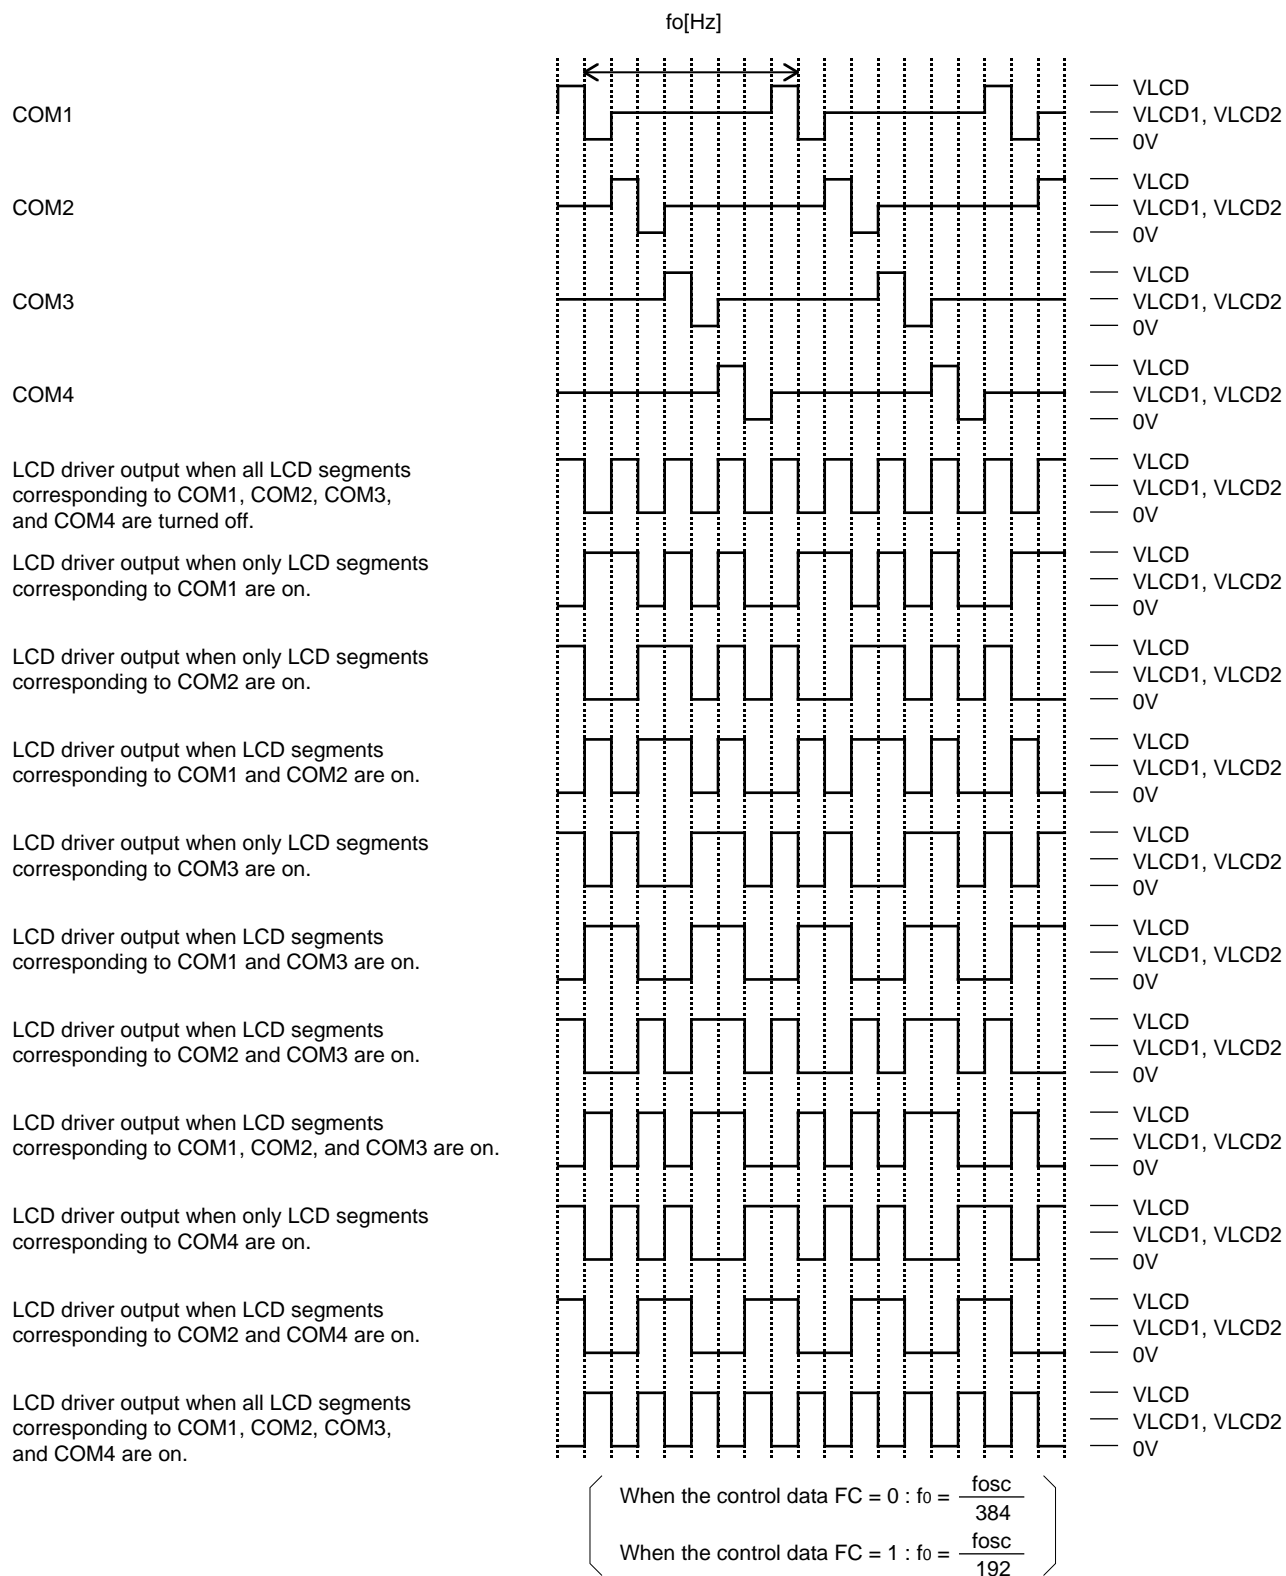 fo[Hz]
COM1
VLCD
VLCD1, VLCD2
0V
COM2
VLCD
VLCD1, VLCD2
0V
COM3
VLCD
VLCD1, VLCD2
0V
COM4
VLCD
VLCD1, VLCD2
0V
LCD driver output when all LCD segments
corresponding to COM1, COM2, COM3,
and COM4 are turned off.
VLCD
VLCD1, VLCD2
0V
LCD driver output when only LCD segments
corresponding to COM1 are on.
VLCD
VLCD1, VLCD2
0V
LCD driver output when only LCD segments
corresponding to COM2 are on.
VLCD
VLCD1, VLCD2
0V
LCD driver output when LCD segments
corresponding to COM1 and COM2 are on.
VLCD
VLCD1, VLCD2
0V
LCD driver output when only LCD segments
corresponding to COM3 are on.
VLCD
VLCD1, VLCD2
0V
LCD driver output when LCD segments
corresponding to COM1 and COM3 are on.
VLCD
VLCD1, VLCD2
0V
LCD driver output when LCD segments
corresponding to COM2 and COM3 are on.
VLCD
VLCD1, VLCD2
0V
LCD driver output when LCD segments
corresponding to COM1, COM2, and COM3 are on.
VLCD
VLCD1, VLCD2
0V
LCD driver output when only LCD segments
corresponding to COM4 are on.
VLCD
VLCD1, VLCD2
0V
LCD driver output when LCD segments
corresponding to COM2 and COM4 are on.
VLCD
VLCD1, VLCD2
0V
LCD driver output when all LCD segments
corresponding to COM1, COM2, COM3,
and COM4 are on.
VLCD
VLCD1, VLCD2
0V
When the control data FC = 0 : f0 = fosc
384
When the control data FC = 1 : f0 = fosc
192